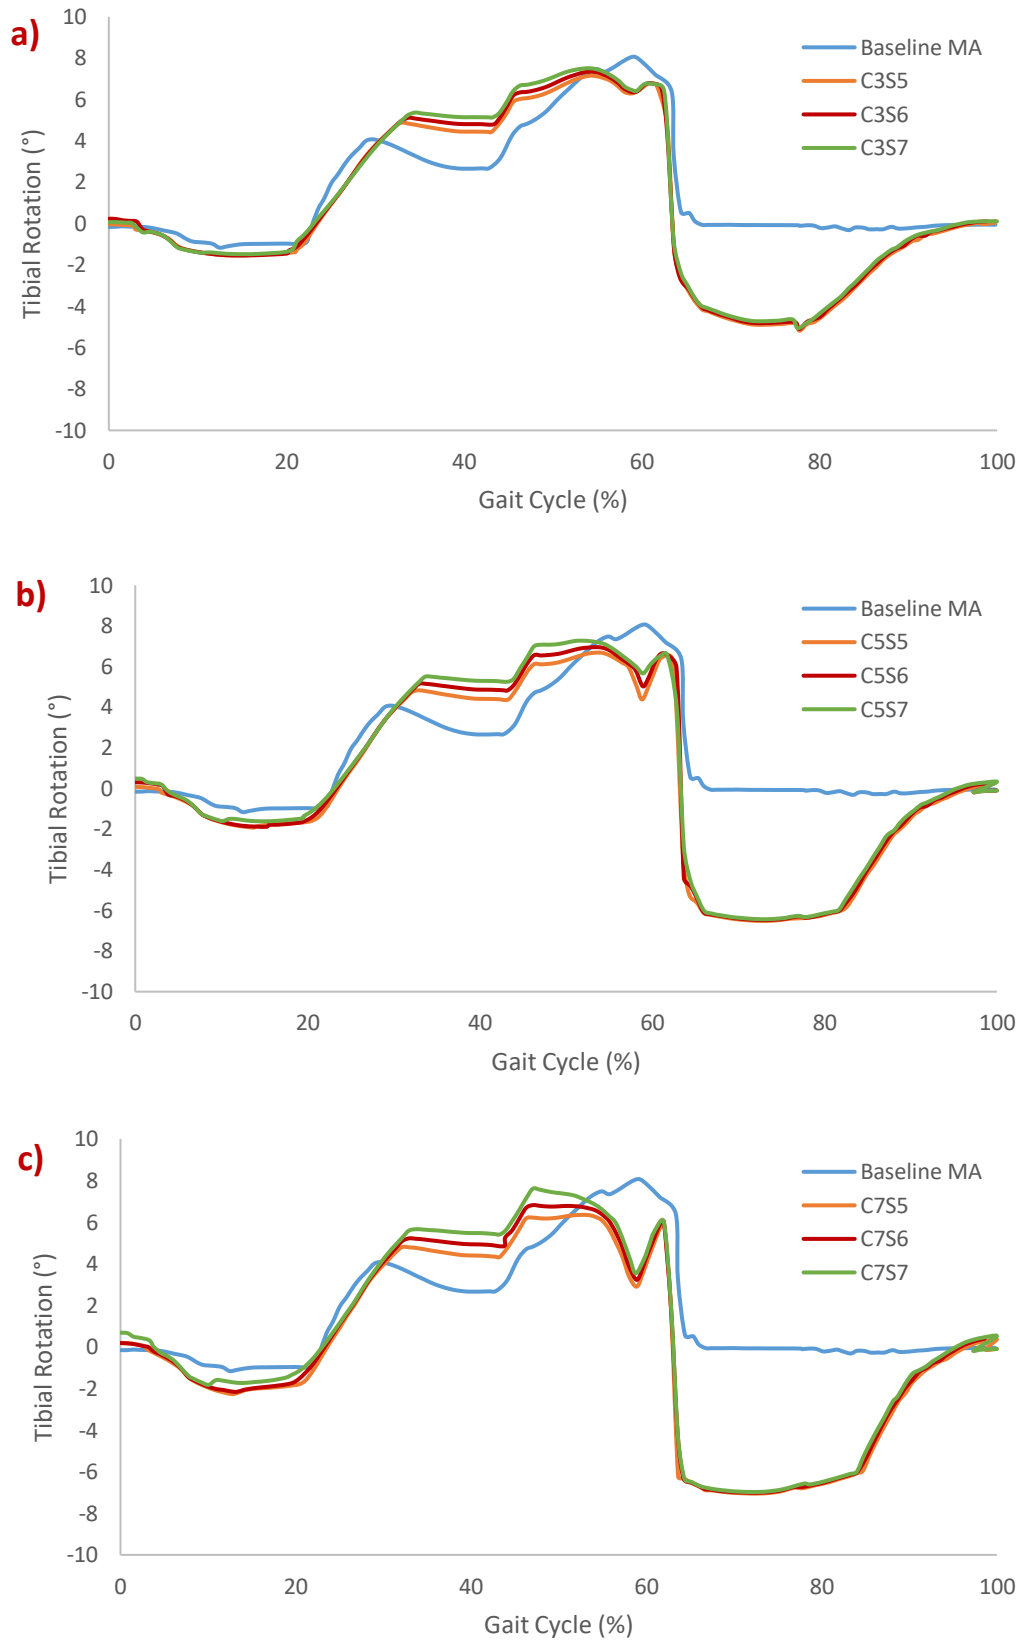 a)
10
8
6
4
2
0
-2
-4
-6
-8
-10
Tibial Rotation (°)
Baseline MA
C3S5
C3S6
C3S7
0 20 40 60 80 100
Gait Cycle (%)
b)
10
8
6
4
2
0
-2
-4
-6
-8
-10
Tibial Rotation (°)
Baseline MA
C5S5
C5S6
C5S7
0 20 40 60 80 100
Gait Cycle (%)
c)
10
8
6
4
2
0
-2
-4
-6
-8
-10
Tibial Rotation (°)
Baseline MA
C7S5
C7S6
C7S7
0 20 40 60 80 100
Gait Cycle (%)